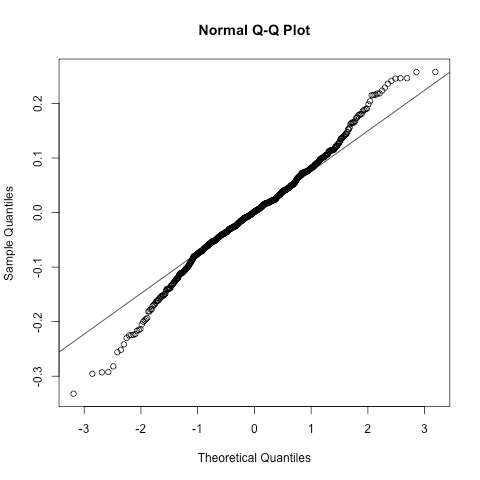 Normal Q-Q Plot
Sample Quantiles
0.2
0.1
0.0
-0.1
-0.2
-0.3
-3 -2 -1 0 1 2 3
Theoretical Quantiles